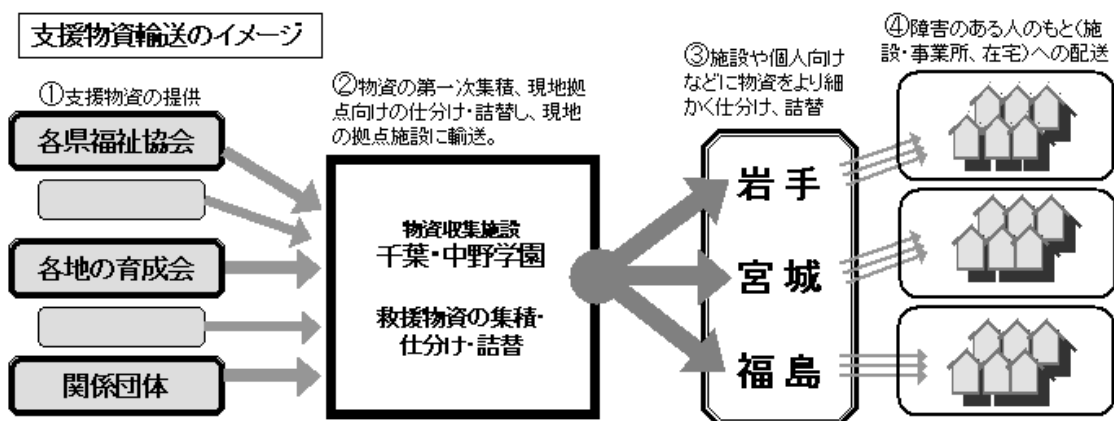 支援物資輸送のイメージ
①支援物資の提供
各県福祉協会
各地の育成会
関係団体
②物資の第一次集積、現地拠
点向けの仕分け・詰替し、現地
の拠点施設に輸送。
物資収集施設
千葉・中野学園
救援物資の集積・
仕分け・詰替
③施設や個人向け
などに物資をより細
かく仕分け、詰替
岩手
宮城
福島
④障害のある人のもと(施
設・事業所、在宅)への配送